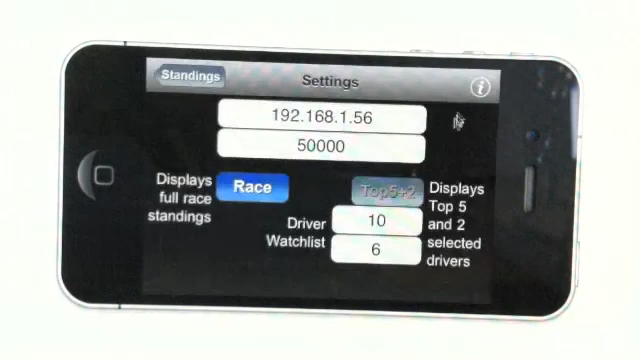 Standings
Settings
i
192.168.1.56
50000
Displays
full race
standings
Race
Top5+2
Driver
Watchlist
10
6
Displays
Top 5
and 2
selected
drivers